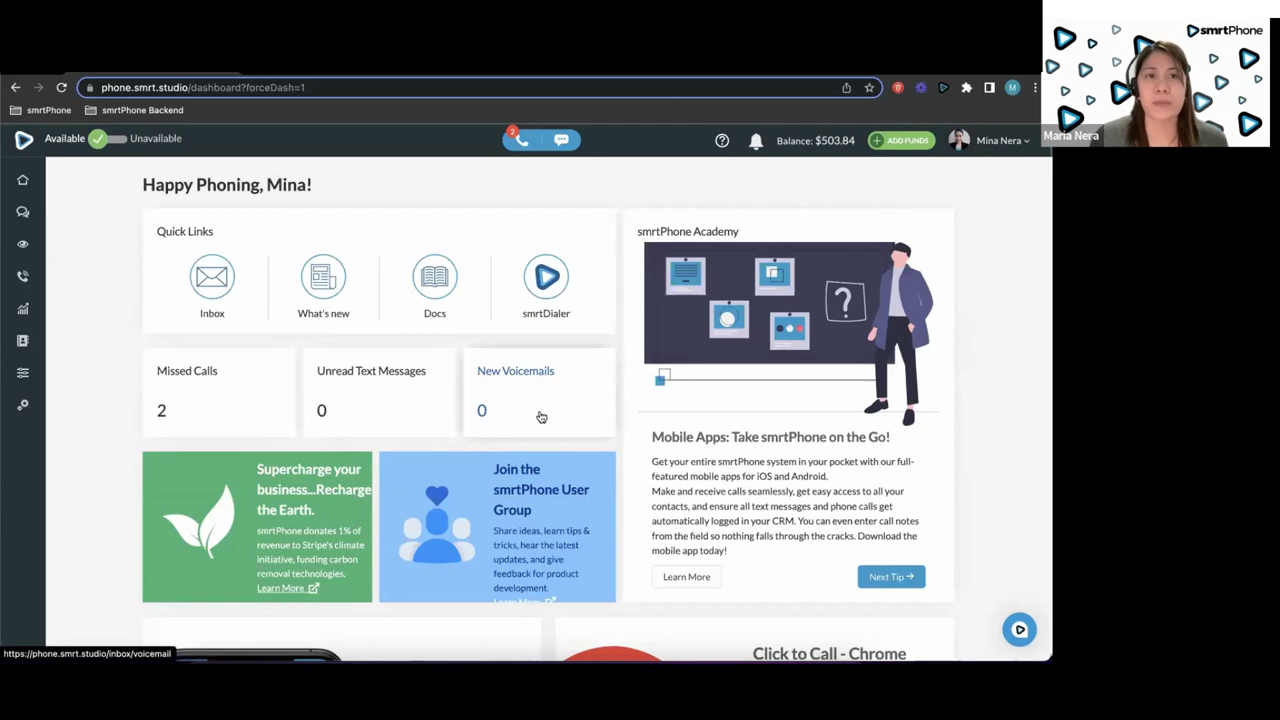 smrtPhone
Maria Nera
phone.smrt.studio/dashboard?forceDash=1
M
smrtPhone
smrtPhone Backend
Available
Unavailable
2
Balance: $503.84
ADD FUNDS
Mina Nera
Happy Phoning, Mina!
Quick Links
Inbox
What's new
Docs
smrtDialer
Missed Calls
2
Unread Text Messages
0
New Voicemails
0
Supercharge your
business...Recharge
the Earth.
smrtPhone donates 1% of
revenue to Stripe's climate
initiative, funding carbon
removal technologies.
Learn More
Join the
smrtPhone User
Group
Share ideas, learn tips &
tricks, hear the latest
updates, and give
feedback for product
development.
Learn More
smrtPhone Academy
?
Mobile Apps: Take smrtPhone on the Go!
Get your entire smrtPhone system in your pocket with our full-
featured mobile apps for iOS and Android.
Make and receive calls seamlessly, get easy access to all your
contacts, and ensure all text messages and phone calls get
automatically logged in your CRM. You can even enter call notes
from the field so nothing falls through the cracks. Download the
mobile app today!
Learn More
Next Tip
Click to Call - Chrome
https://phone.smrt.studio/inbox/voicemail